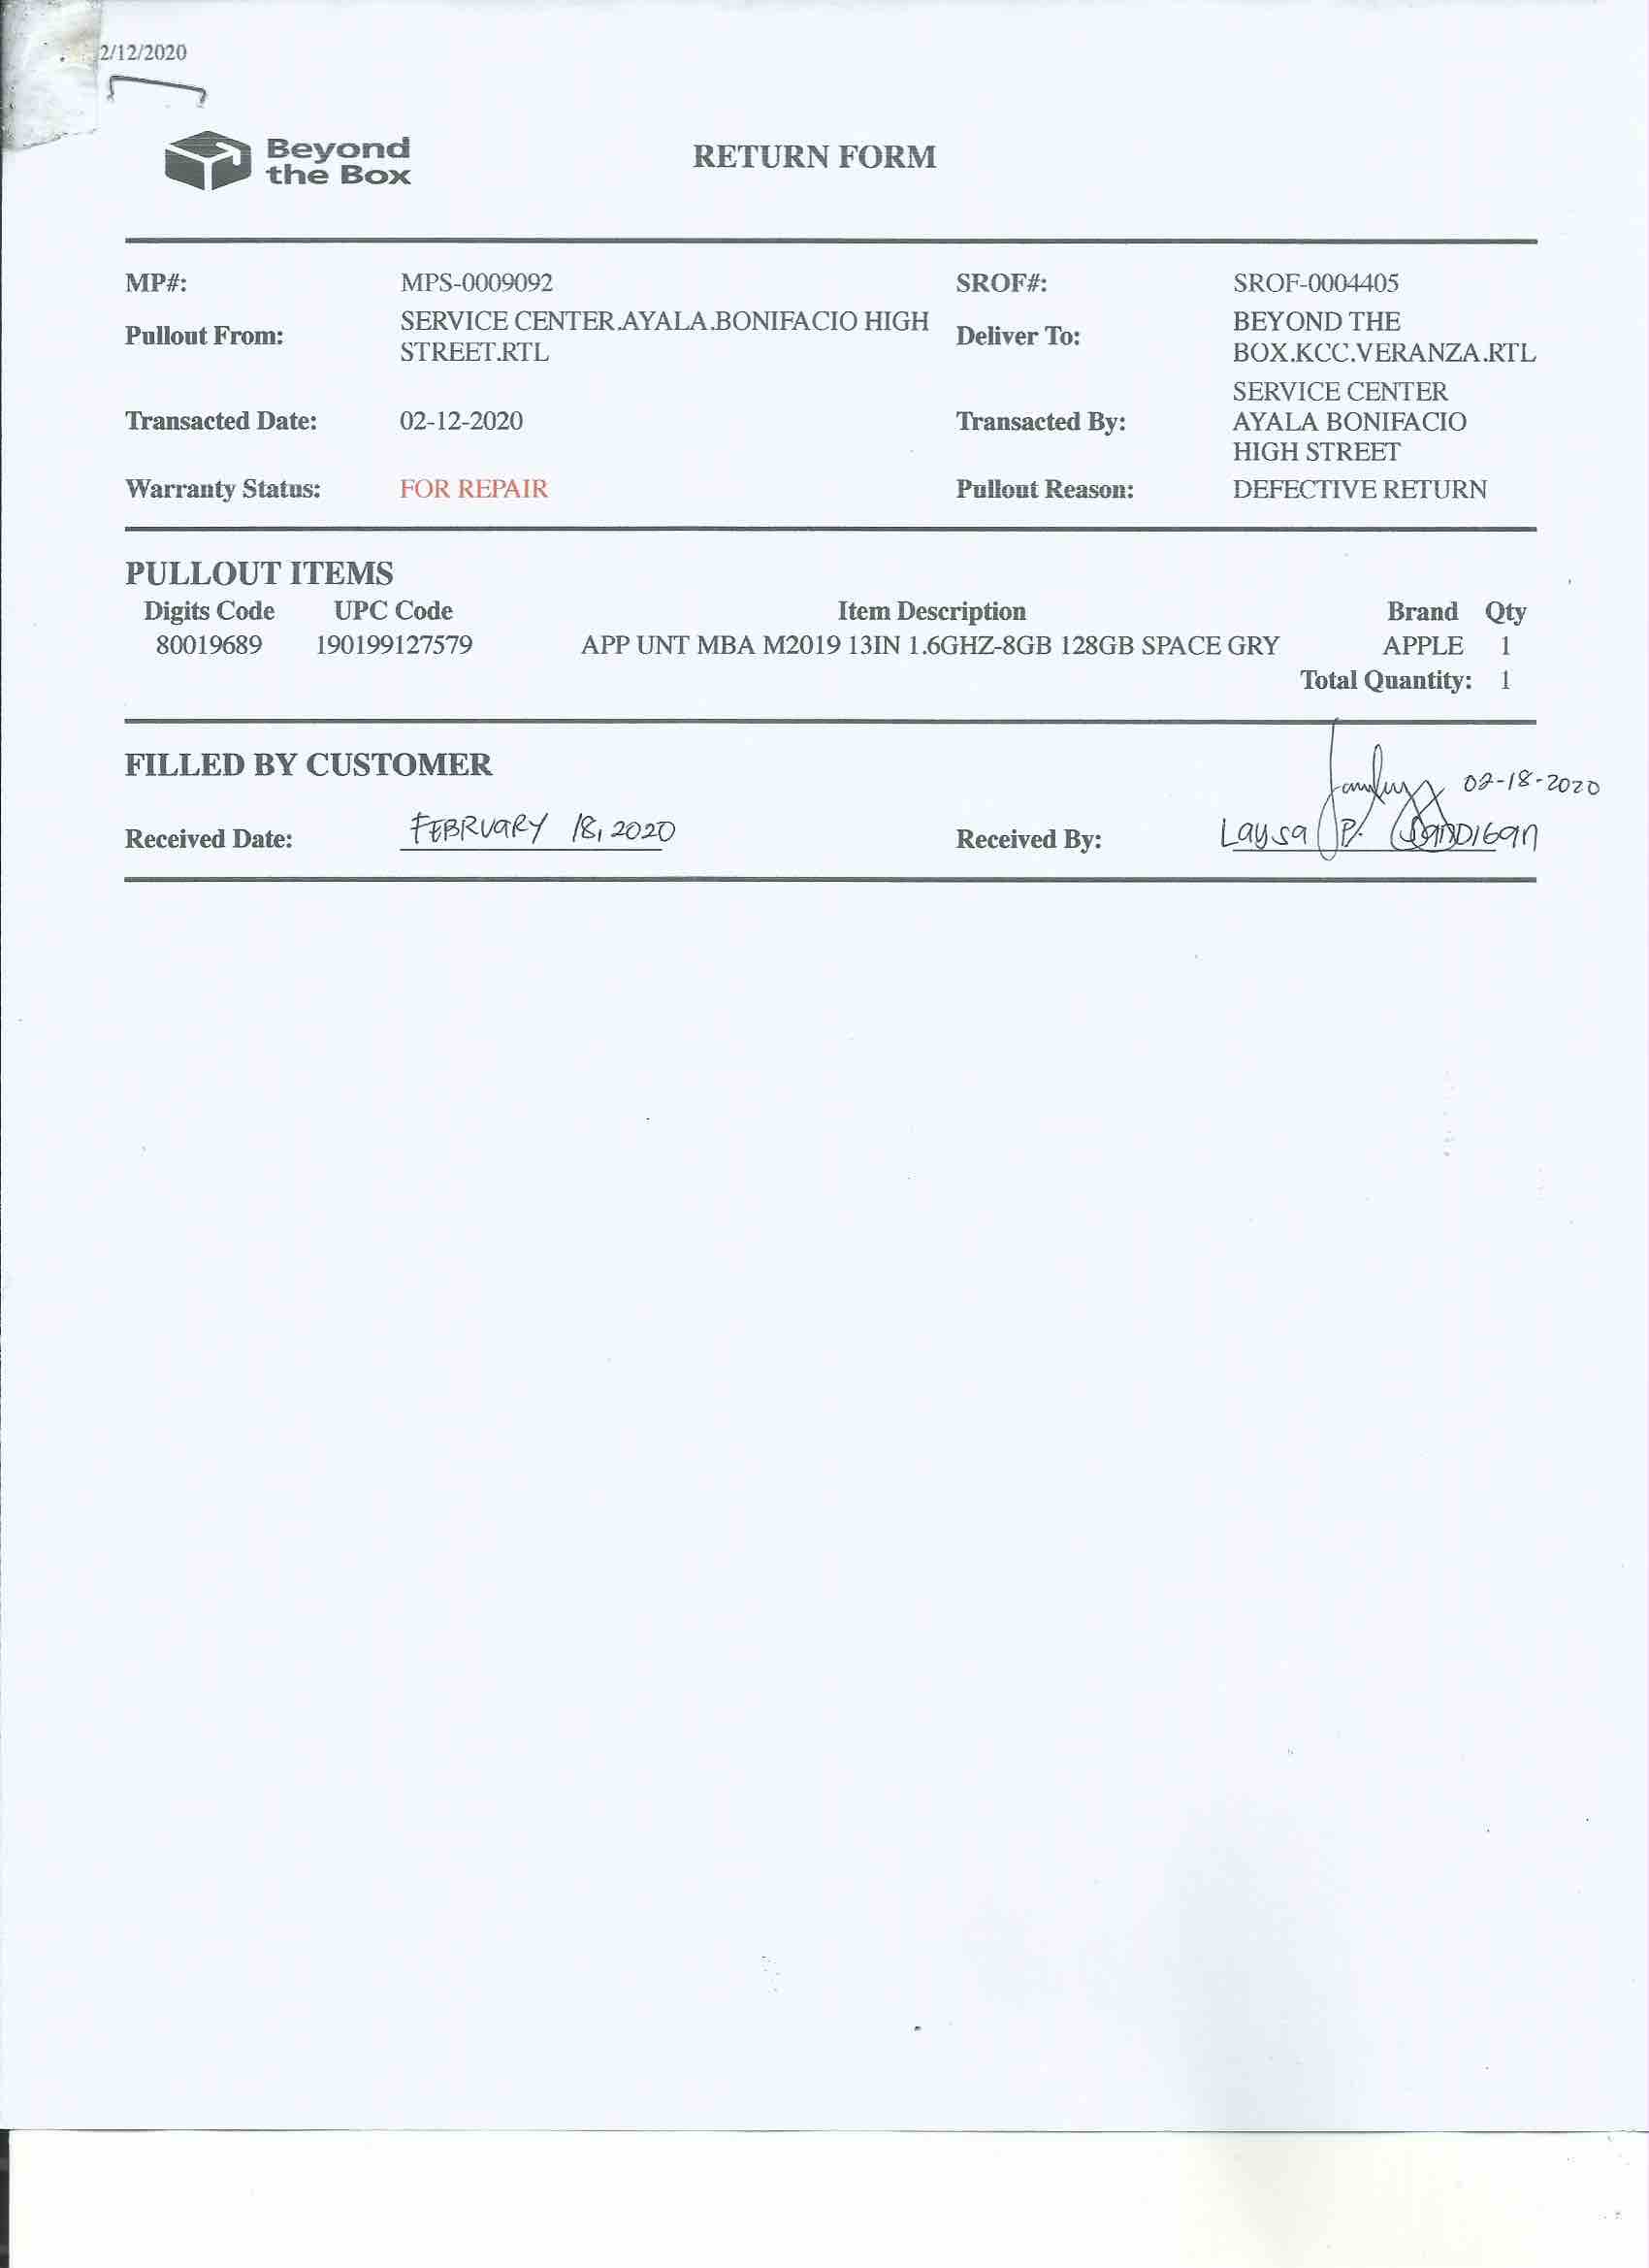 2/12/2020
Beyond
the Box
RETURN FORM
MP#: MPS-0009092 SROF#: SROF-0004405
Pullout From: SERVICE CENTER.AYALA.BONIFACIO HIGH
STREET.RTL
Deliver To: BEYOND THE
BOX.KCC.VERANZA.RTL
Transacted Date: 02-12-2020 Transacted By: SERVICE CENTER
AYALA BONIFACIO
HIGH STREET
Warranty Status: FOR REPAIR Pullout Reason: DEFECTIVE RETURN
PULLOUT ITEMS
Digits Code UPC Code Item Description Brand Qty
80019689 190199127579 APP UNT MBA M2019 13IN 1.6GHZ-8GB 128GB SPACE GRY APPLE 1
Total Quantity: 1
FILLED BY CUSTOMER
02-18-2020
Received Date: FEBRUARY 18, 2020 Received By: Laysa P. SANDIGAN